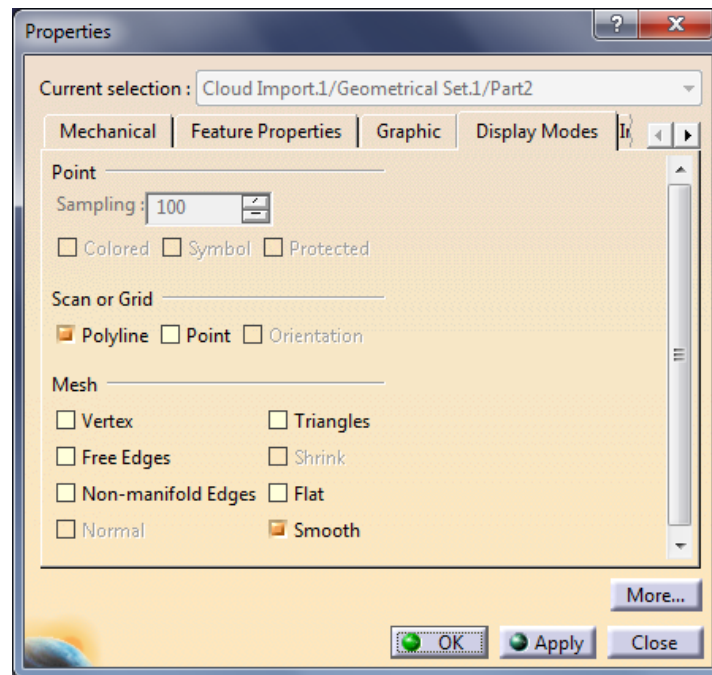 Properties
Current selection : Cloud Import.1/Geometrical Set.1/Part2
Mechanical Feature Properties Graphic Display Modes
Point
Sampling : 100
Colored Symbol Protected
Scan or Grid
Polyline Point Orientation
Mesh
Vertex Triangles
Free Edges Shrink
Non-manifold Edges Flat
Normal Smooth
More...
OK Apply Close